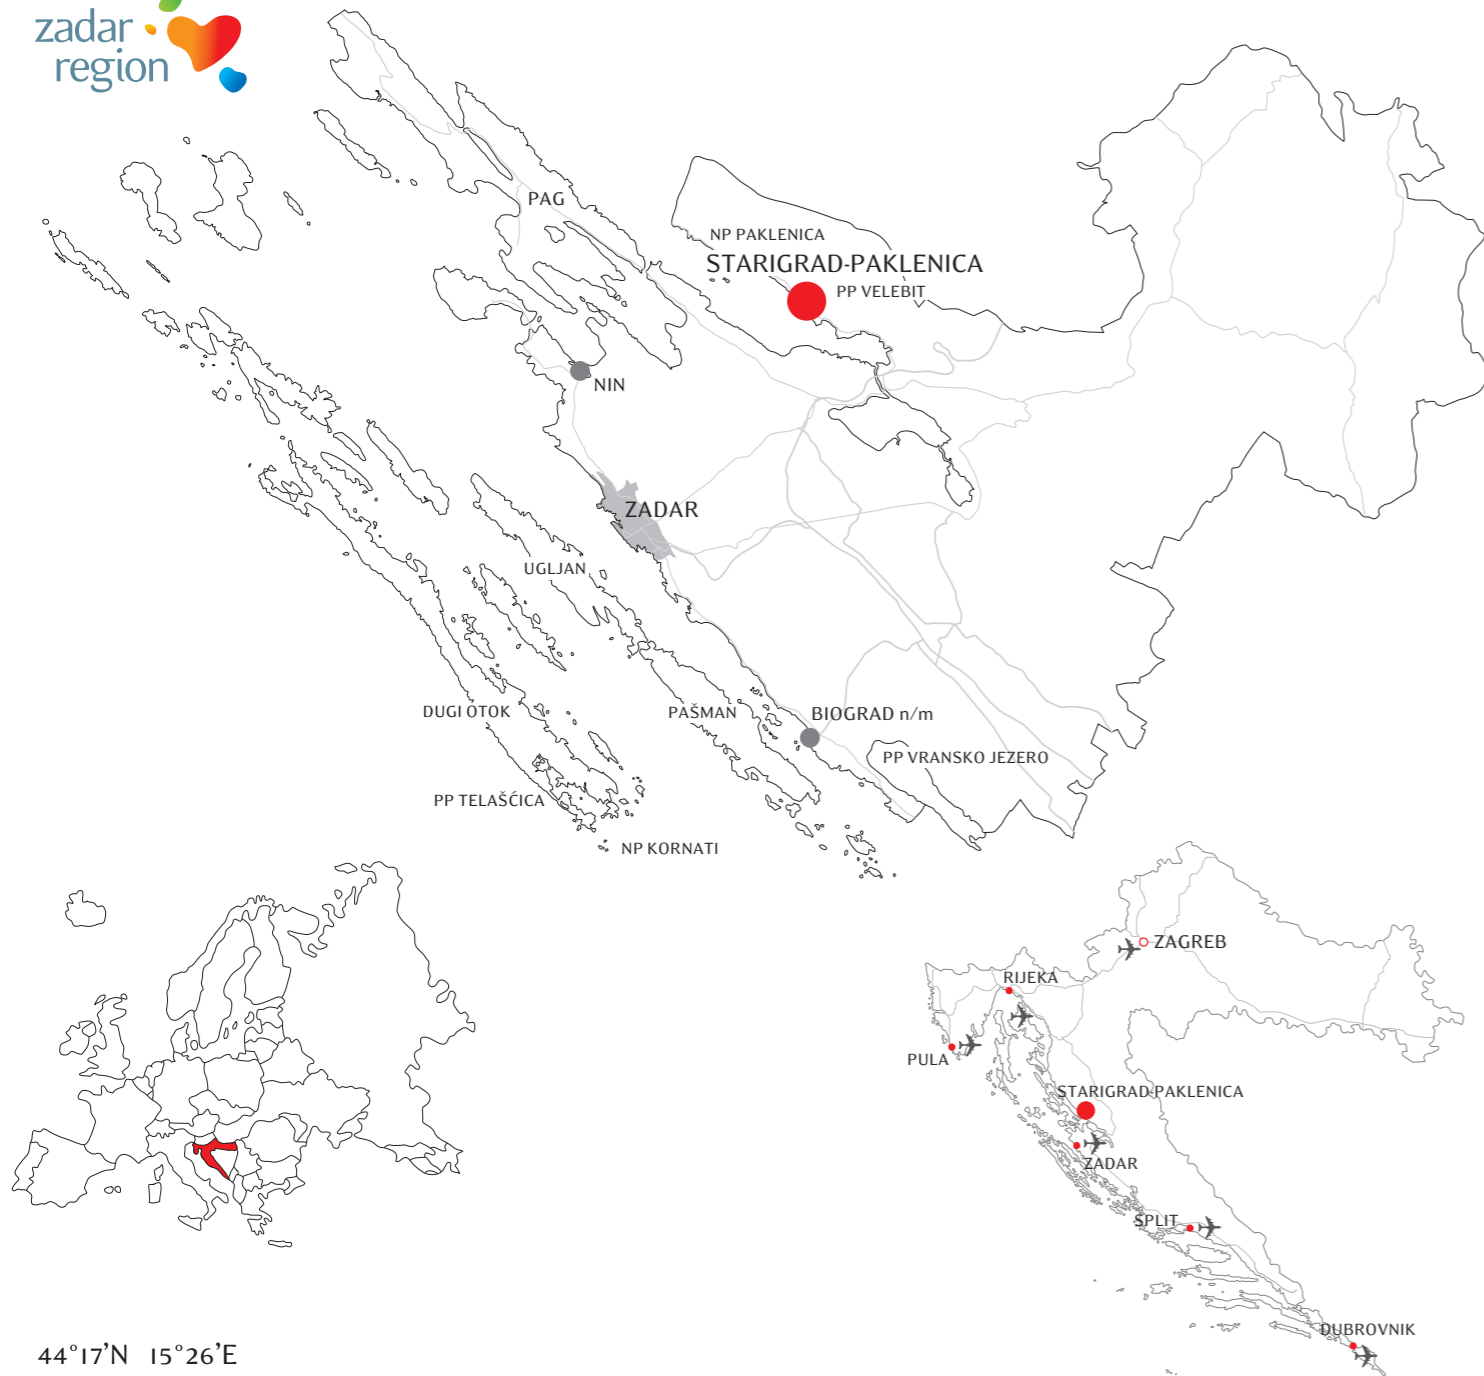 zadar
region
PAG
NP PAKLENICA
STARIGRAD-PAKLENICA
PP VELEBIT
NIN
ZADAR
UGLJAN
DUGI OTOK
PAŠMAN
BIOGRAD n/m
PP VRANSKO JEZERO
PP TELAŠĆICA
NP KORNATI
ZAGREB
RIJEKA
PULA
STARIGRAD-PAKLENICA
ZADAR
SPLIT
DUBROVNIK
44°17’N 15°26’E